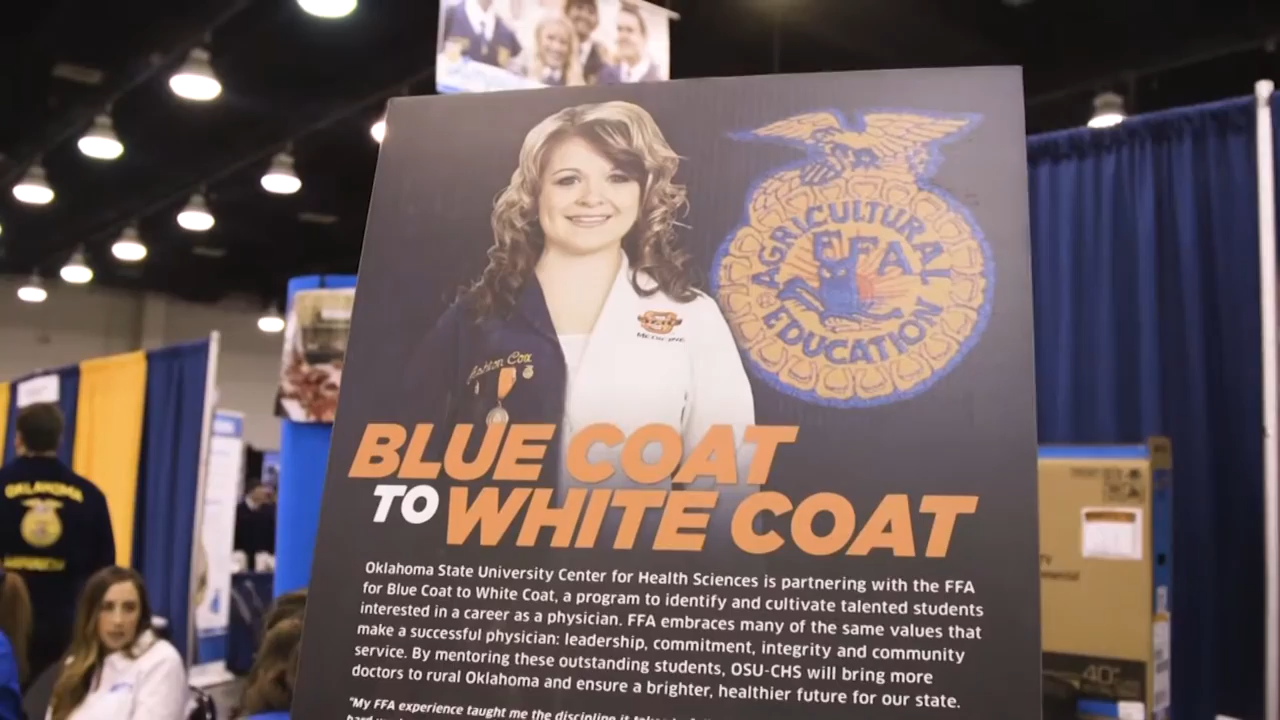 AGRICULTURAL
FFA
EDUCATION
MEDICINE
BLUE COAT
TO WHITE COAT
Oklahoma State University Center for Health Sciences is partnering with the FFA
for Blue Coat to White Coat, a program to identify and cultivate talented students
interested in a career as a physician. FFA embraces many of the same values that
make a successful physician: leadership, commitment, integrity and community
service. By mentoring these outstanding students, OSU-CHS will bring more
doctors to rural Oklahoma and ensure a brighter, healthier future for our state.
"My FFA experience taught me the discipline it
OKLAHOMA
40"